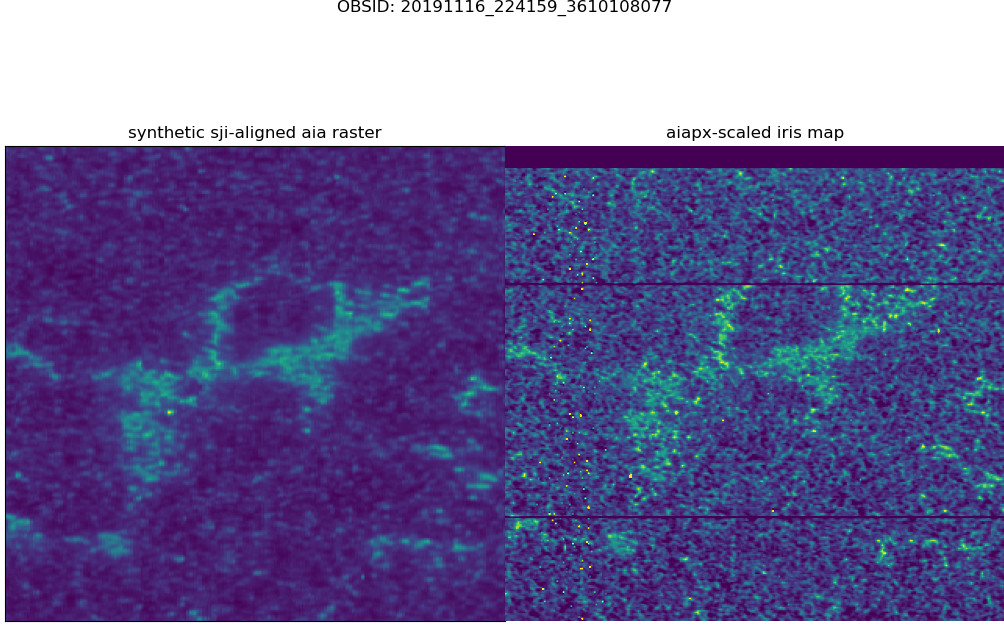 OBSID: 20191116_224159_3610108077
synthetic sji-aligned aia raster
aiapx-scaled iris map